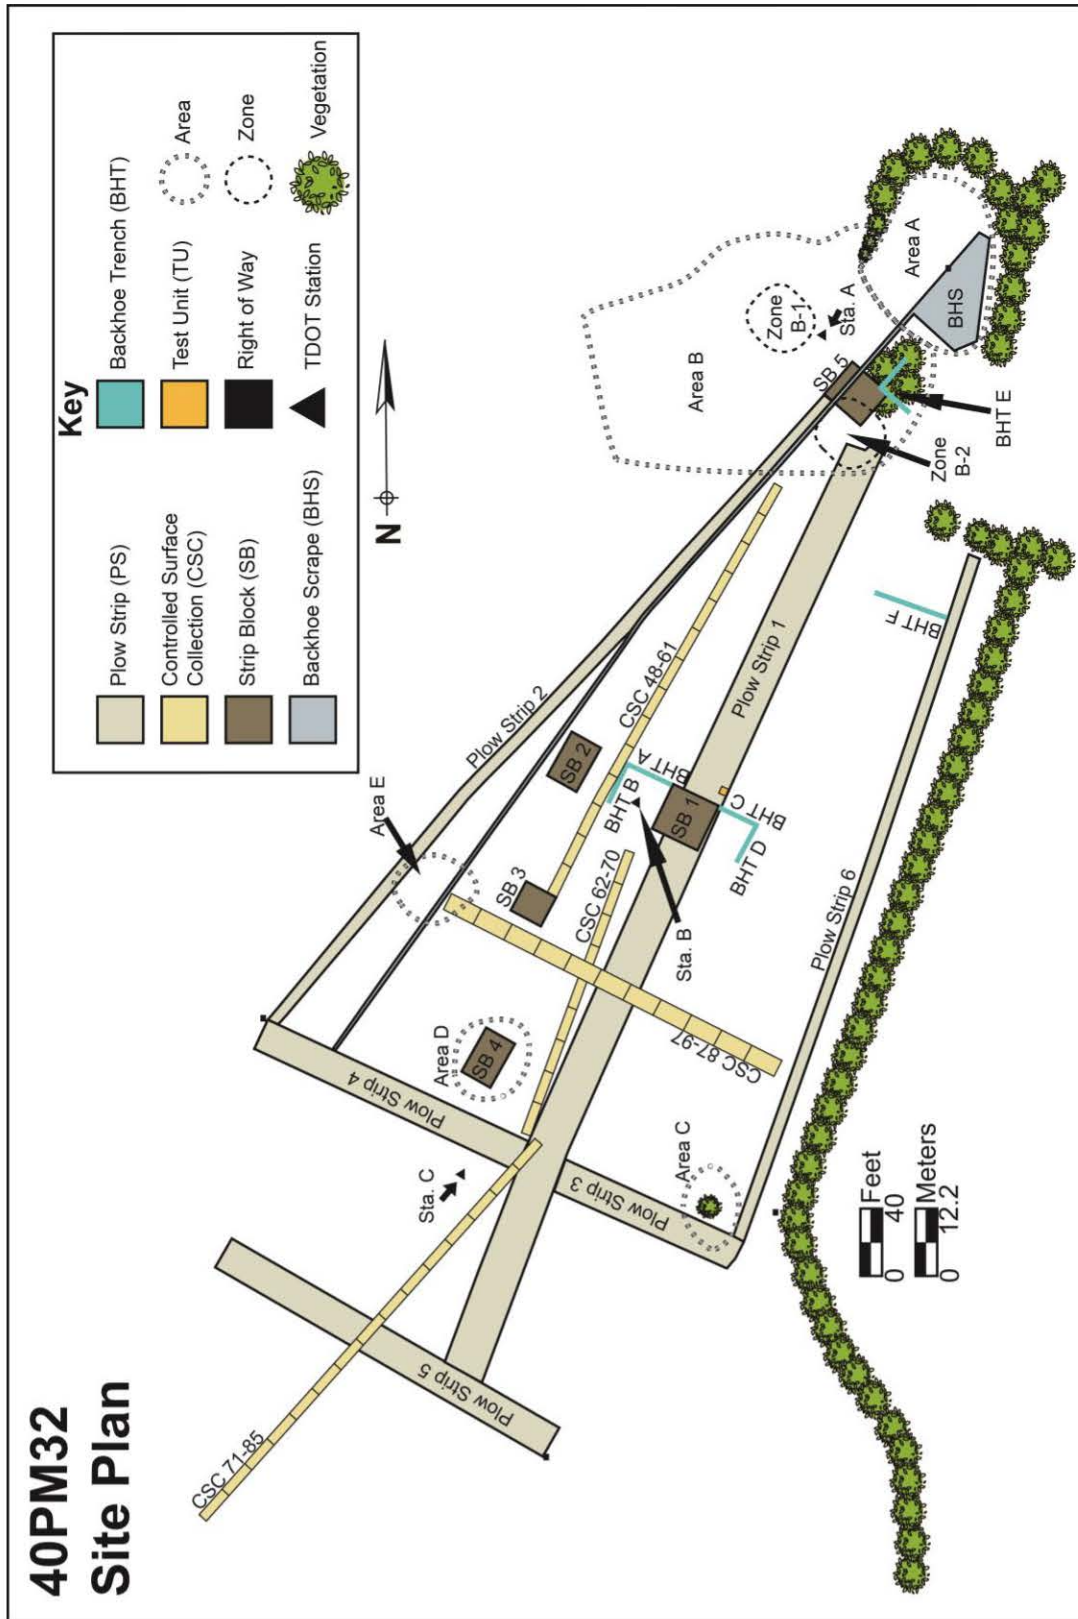 40PM32
Site Plan
Key
Plow Strip (PS)
Controlled Surface
Collection (CSC)
Strip Block (SB)
Backhoe Scrape (BHS)
Backhoe Trench (BHT)
Test Unit (TU)
Right of Way
TDOT Station
Area
Zone
Vegetation
N
CSC 71-85
Plow Strip 5
Sta. C
Plow Strip 4
Plow Strip 3
Area D
SB 4
Area C
CSC 87-97
Area E
Plow Strip 2
SB 3
SB 2
CSC 62-70
CSC 48-61
Sta. B
BHT B
BHT A
SB 1
BHT C
BHT D
Plow Strip 1
Plow Strip 6
BHT F
Area B
Zone
B-1
Sta. A
SB 5
Zone
B-2
BHT E
Area A
BHS
Feet
0 40
Meters
0 12.2